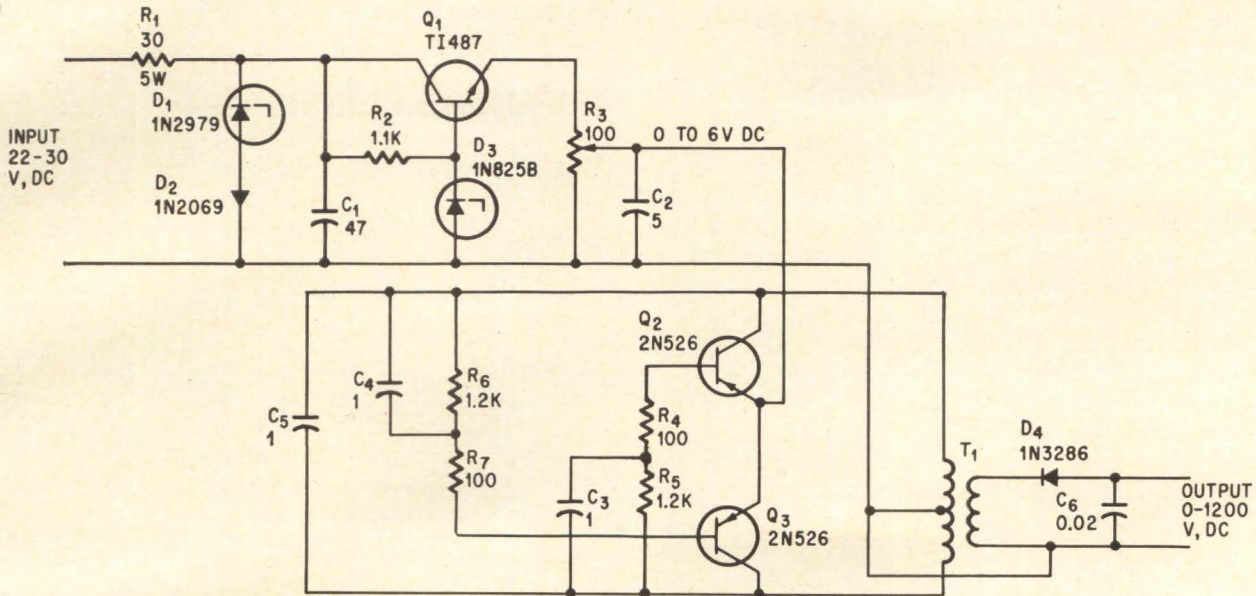 R1
30
5W
D1
1N2979
INPUT
22-30
V, DC
D2
1N2069
C1
47
R2
1.1K
Q1
TI487
D3
1N825B
R3
100
0 TO 6V DC
C2
5
C5
1
C4
1
R6
1.2K
R7
100
C3
1
R4
100
R5
1.2K
Q2
2N526
Q3
2N526
T1
D4
1N3286
C6
0.02
OUTPUT
0-1200
V, DC